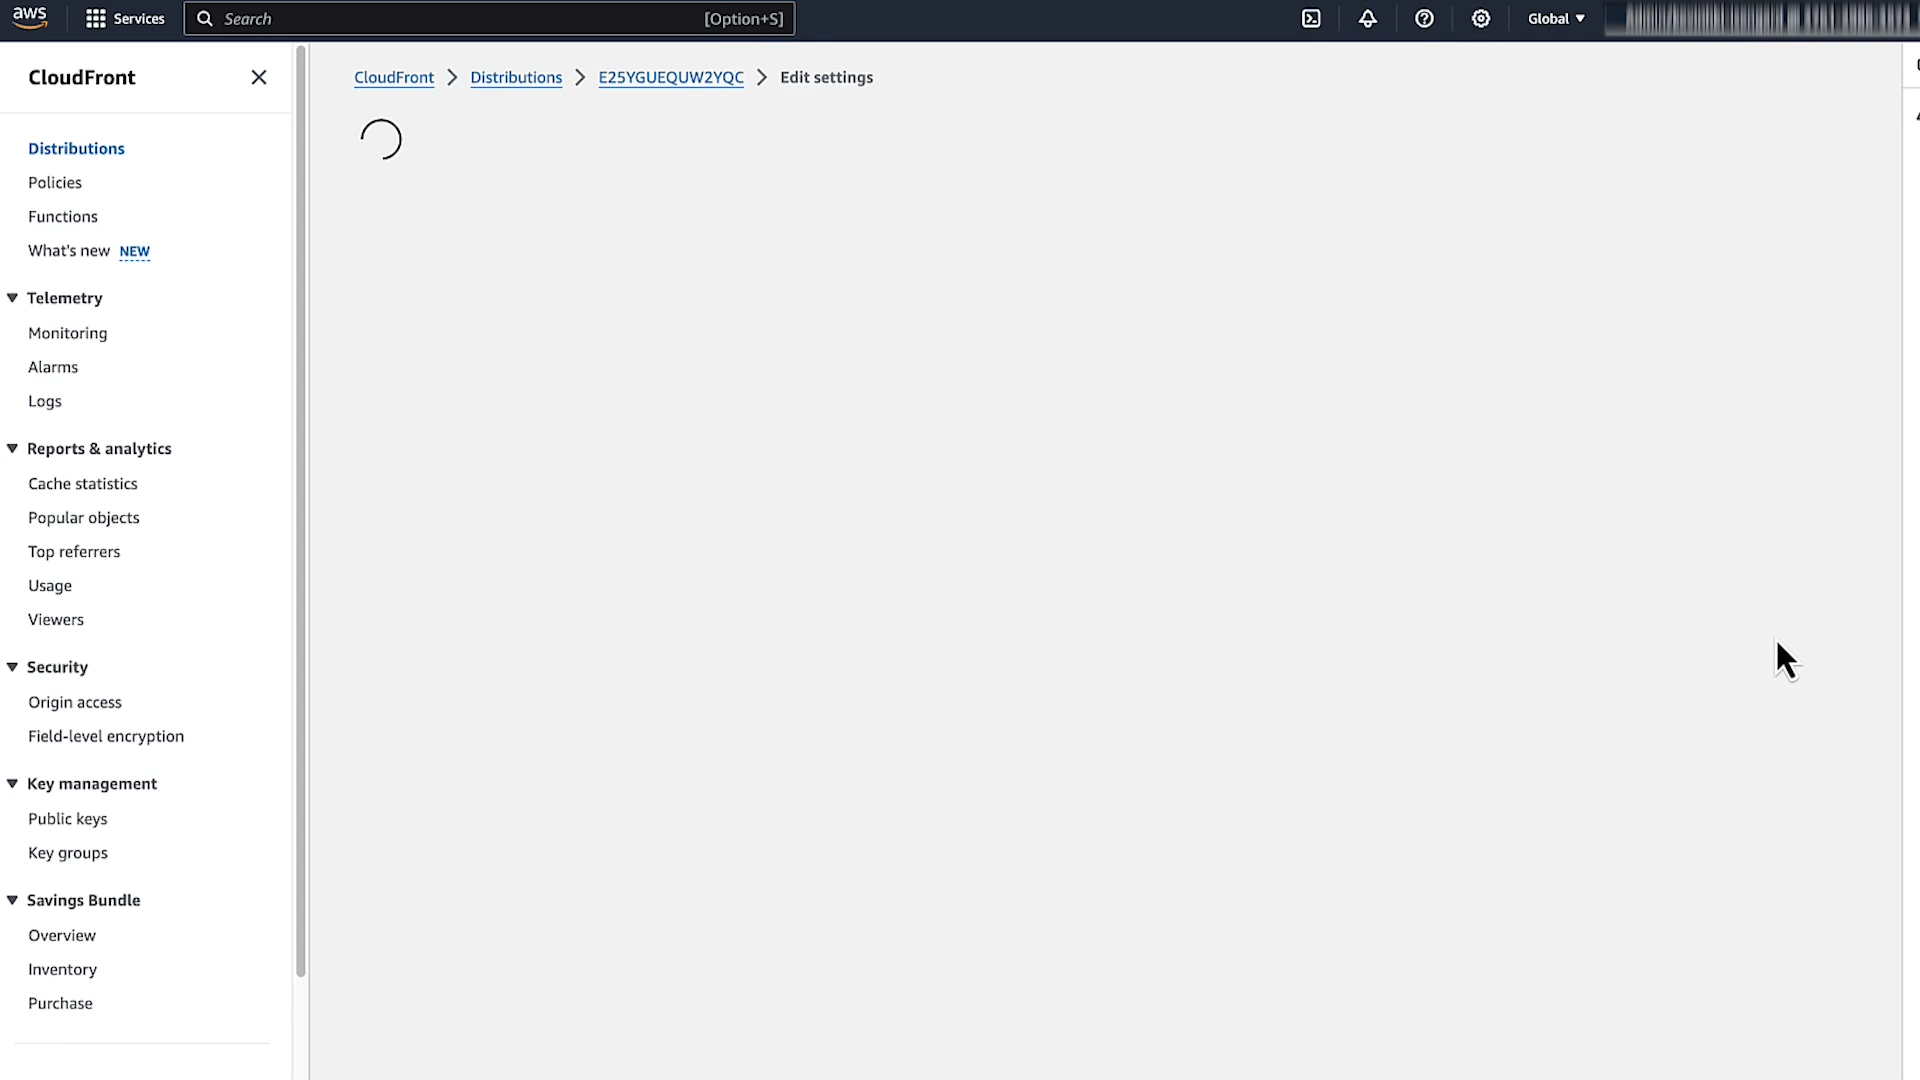 aws
Services
Search
[Option+S]
Global
CloudFront
CloudFront
Distributions
E25YGUEQUW2YQC
Edit settings
Distributions
Policies
Functions
What's new NEW
Telemetry
Monitoring
Alarms
Logs
Reports & analytics
Cache statistics
Popular objects
Top referrers
Usage
Viewers
Security
Origin access
Field-level encryption
Key management
Public keys
Key groups
Savings Bundle
Overview
Inventory
Purchase